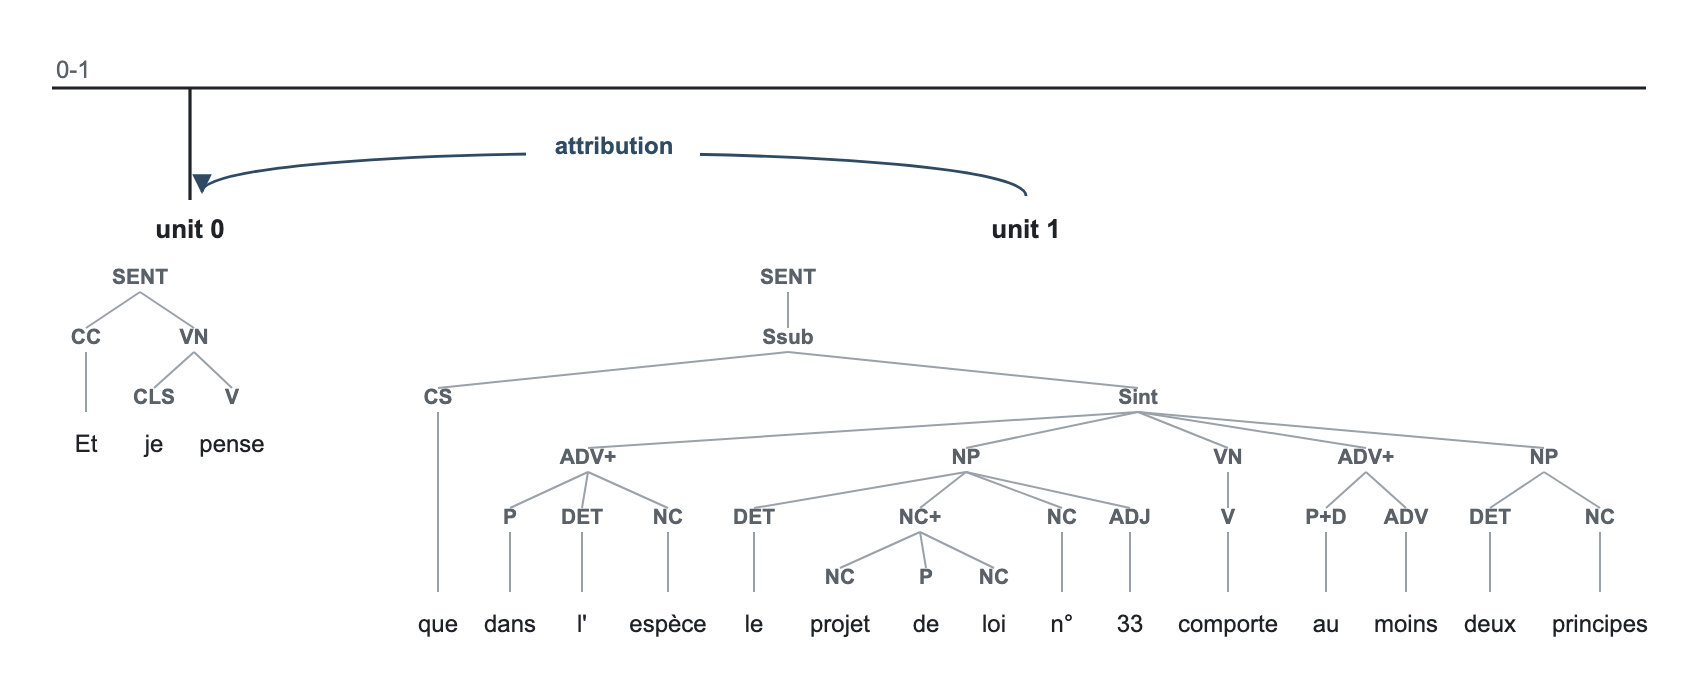 0-1
attribution
unit 0 unit 1
SENT SENT
CC VN Ssub
CLS V CS Sint
Et je pense
ADV+ NP VN ADV+ NP
P DET NC DET NC+ NC ADJ V P+D ADV DET NC
NC P NC
que dans l' espèce le projet de loi n° 33 comporte au moins deux principes